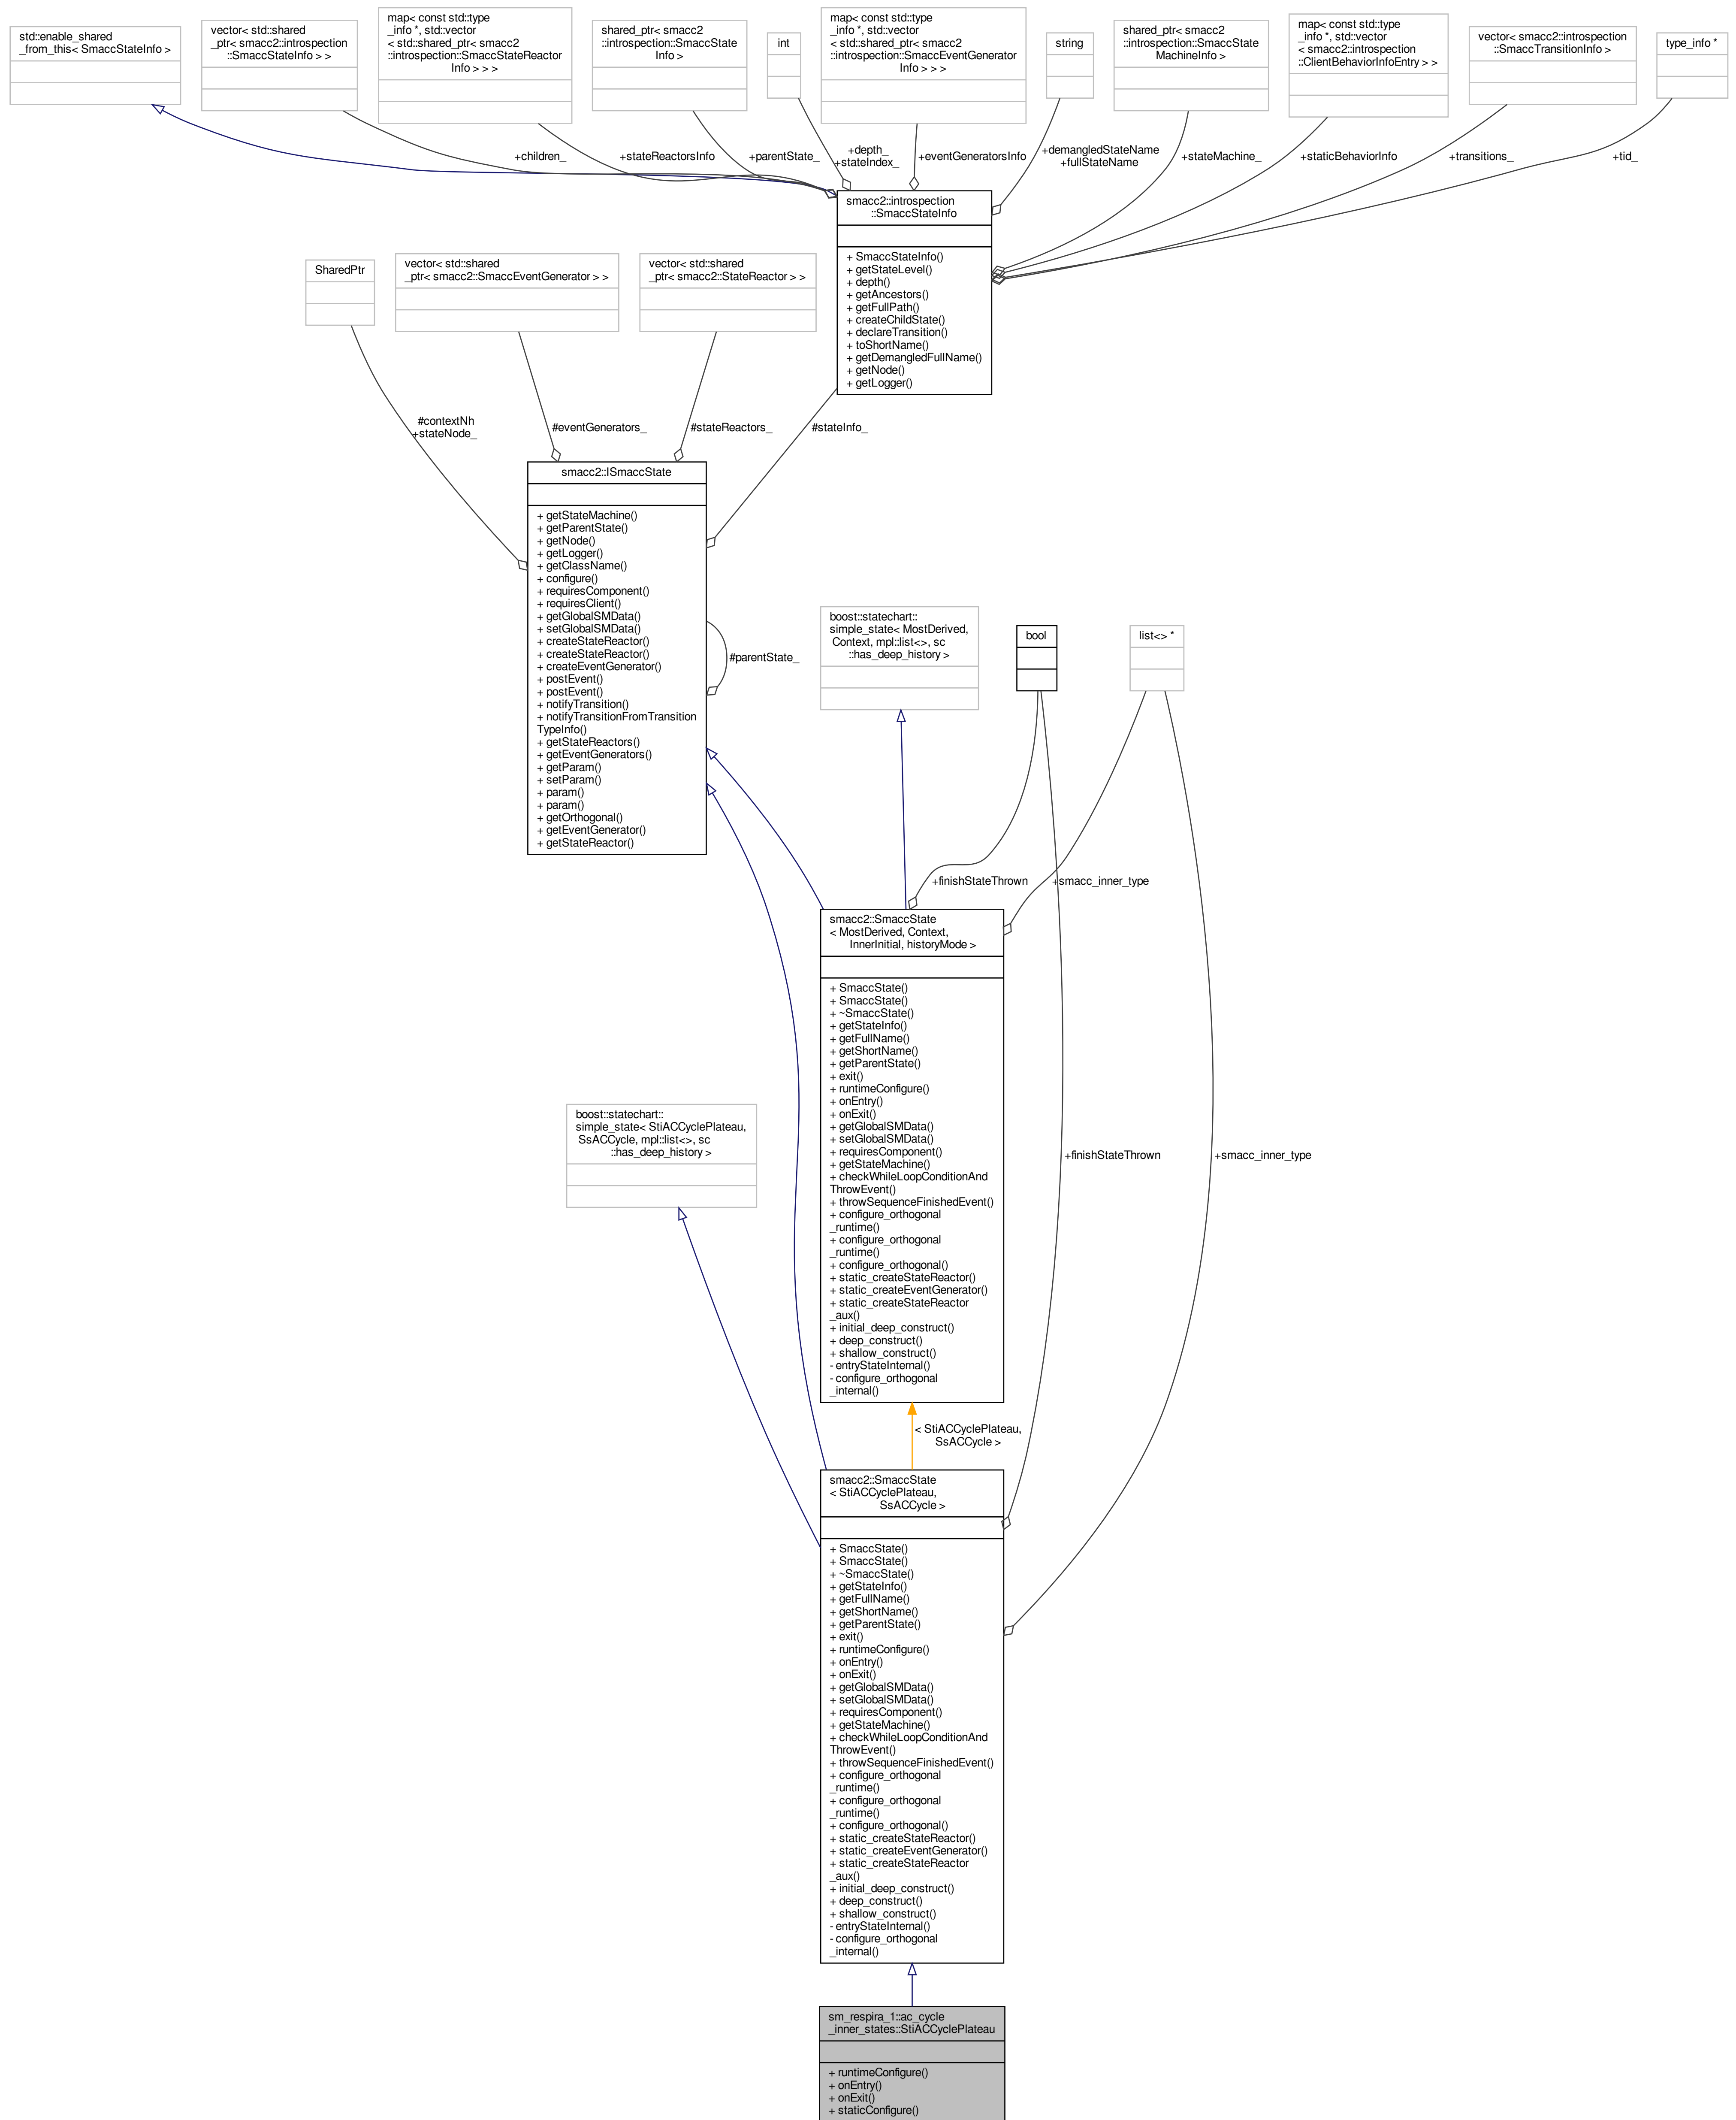 std::enable_shared
_from_this< SmaccStateInfo >
vector< std::shared
_ptr< smacc2::introspection
::SmaccStateInfo > >
map< const std::type
_info *, std::vector
< std::shared_ptr< smacc2
::introspection::SmaccStateReactor
Info > > >
shared_ptr< smacc2
::introspection::SmaccState
Info >
int
map< const std::type
_info *, std::vector
< std::shared_ptr< smacc2
::introspection::SmaccEventGenerator
Info > > >
string
shared_ptr< smacc2
::introspection::SmaccState
MachineInfo >
map< const std::type
_info *, std::vector
< smacc2::introspection
::ClientBehaviorInfoEntry > >
vector< smacc2::introspection
::SmaccTransitionInfo >
type_info *
+children_
+stateReactorsInfo
+parentState_
+depth_
+stateIndex_
+eventGeneratorsInfo
+demangledStateName
+fullStateName
+stateMachine_
+staticBehaviorInfo
+transitions_
+tid_
smacc2::introspection
::SmaccStateInfo
+ SmaccStateInfo()
+ getStateLevel()
+ depth()
+ getAncestors()
+ getFullPath()
+ createChildState()
+ declareTransition()
+ toShortName()
+ getDemangledFullName()
+ getNode()
+ getLogger()
SharedPtr
vector< std::shared
_ptr< smacc2::SmaccEventGenerator > >
vector< std::shared
_ptr< smacc2::StateReactor > >
#contextNh
+stateNode_
#eventGenerators_
#stateReactors_
#stateInfo_
smacc2::ISmaccState
+ getStateMachine()
+ getParentState()
+ getNode()
+ getLogger()
+ getClassName()
+ configure()
+ requiresComponent()
+ requiresClient()
+ getGlobalSMData()
+ setGlobalSMData()
+ createStateReactor()
+ createStateReactor()
+ createEventGenerator()
+ postEvent()
+ postEvent()
+ notifyTransition()
+ notifyTransitionFromTransition
TypeInfo()
+ getStateReactors()
+ getEventGenerators()
+ getParam()
+ setParam()
+ param()
+ param()
+ getOrthogonal()
+ getEventGenerator()
+ getStateReactor()
#parentState_
boost::statechart::
simple_state< MostDerived,
Context, mpl::list<>, sc
::has_deep_history >
bool
list<> *
+finishStateThrown
+smacc_inner_type
smacc2::SmaccState
< MostDerived, Context,
InnerInitial, historyMode >
+ SmaccState()
+ SmaccState()
+ ~SmaccState()
+ getStateInfo()
+ getFullName()
+ getShortName()
+ getParentState()
+ exit()
+ runtimeConfigure()
+ onEntry()
+ onExit()
+ getGlobalSMData()
+ setGlobalSMData()
+ requiresComponent()
+ getStateMachine()
+ checkWhileLoopConditionAnd
ThrowEvent()
+ throwSequenceFinishedEvent()
+ configure_orthogonal
_runtime()
+ configure_orthogonal
_runtime()
+ configure_orthogonal()
+ static_createStateReactor()
+ static_createEventGenerator()
+ static_createStateReactor
_aux()
+ initial_deep_construct()
+ deep_construct()
+ shallow_construct()
- entryStateInternal()
- configure_orthogonal
_internal()
boost::statechart::
simple_state< StiACCyclePlateau,
SsACCycle, mpl::list<>, sc
::has_deep_history >
+finishStateThrown
+smacc_inner_type
< StiACCyclePlateau,
SsACCycle >
smacc2::SmaccState
< StiACCyclePlateau,
SsACCycle >
+ SmaccState()
+ SmaccState()
+ ~SmaccState()
+ getStateInfo()
+ getFullName()
+ getShortName()
+ getParentState()
+ exit()
+ runtimeConfigure()
+ onEntry()
+ onExit()
+ getGlobalSMData()
+ setGlobalSMData()
+ requiresComponent()
+ getStateMachine()
+ checkWhileLoopConditionAnd
ThrowEvent()
+ throwSequenceFinishedEvent()
+ configure_orthogonal
_runtime()
+ configure_orthogonal
_runtime()
+ configure_orthogonal()
+ static_createStateReactor()
+ static_createEventGenerator()
+ static_createStateReactor
_aux()
+ initial_deep_construct()
+ deep_construct()
+ shallow_construct()
- entryStateInternal()
- configure_orthogonal
_internal()
sm_respira_1::ac_cycle
_inner_states::StiACCyclePlateau
+ runtimeConfigure()
+ onEntry()
+ onExit()
+ staticConfigure()